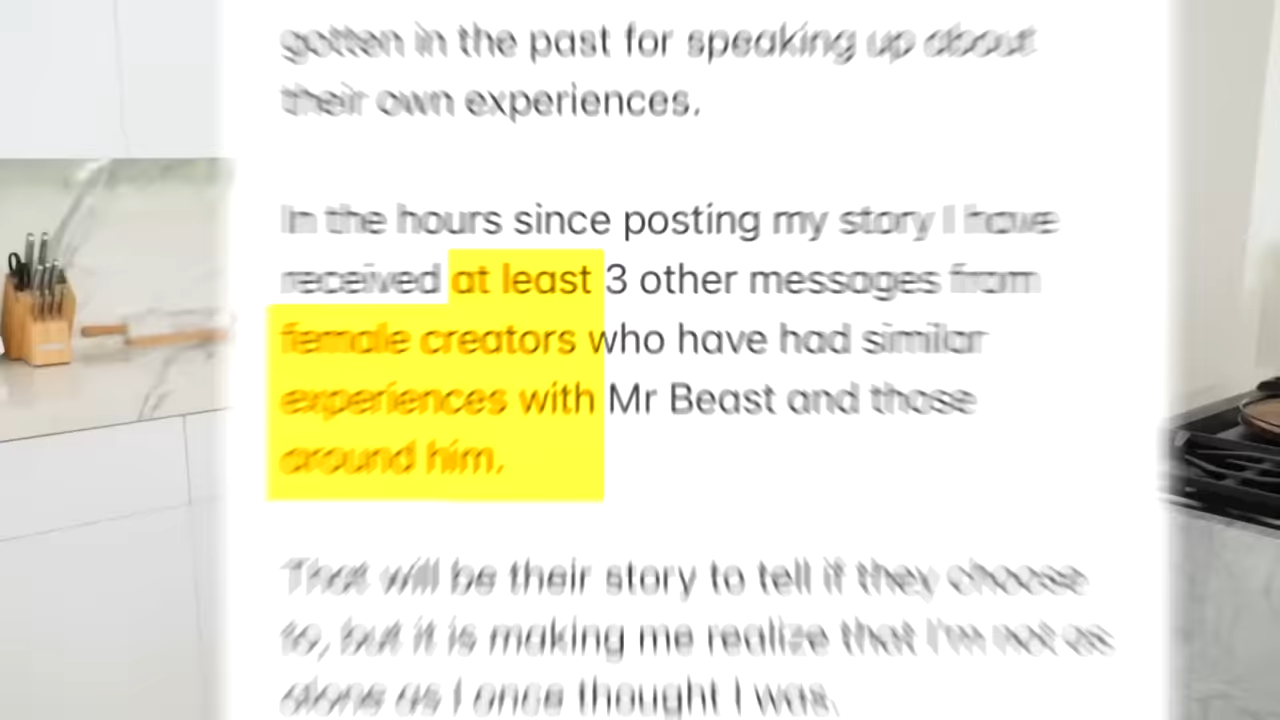 gotten in the past for speaking up about
their own experiences.
In the hours since posting my story I have
received at least 3 other messages from
female creators who have had similar
experiences with Mr Beast and those
around him.
That will be their story to tell if they choose
to, but it is making me realize that I'm not as
alone as I once thought I was.